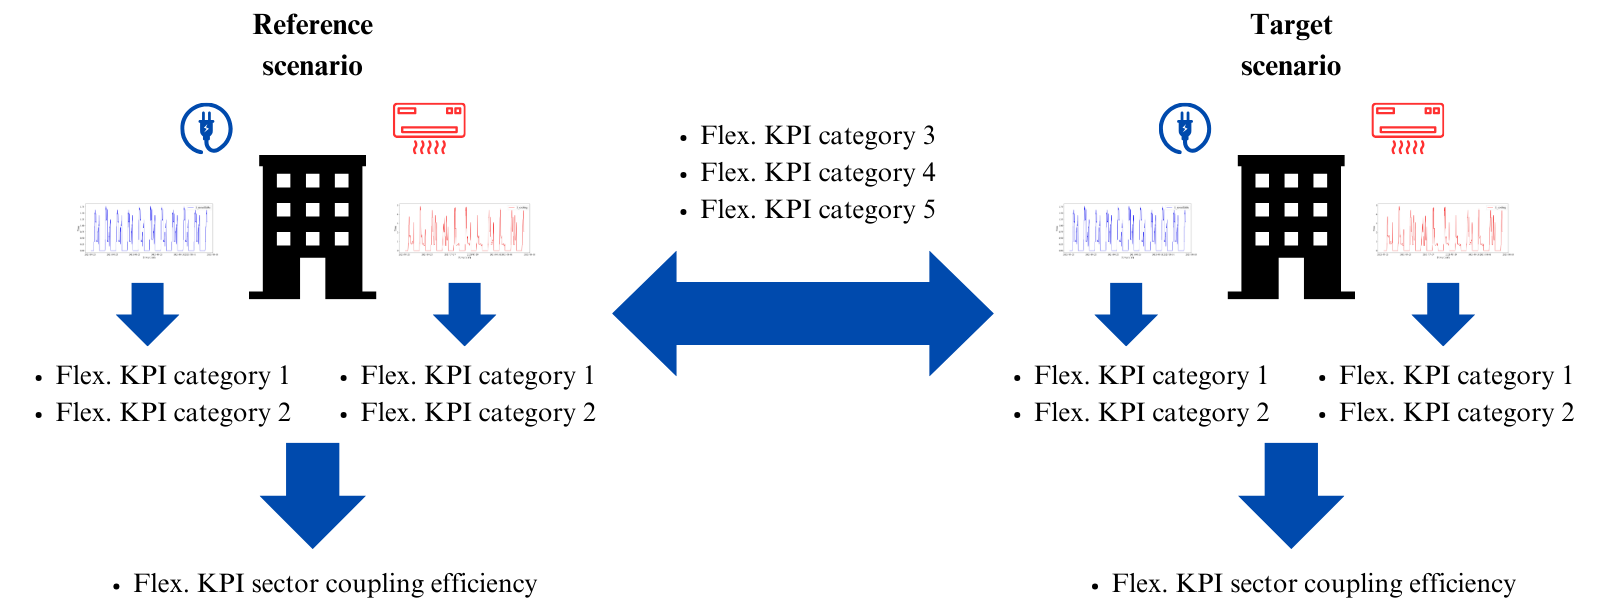 Reference
scenario
Target
scenario
• Flex. KPI category 3
• Flex. KPI category 4
• Flex. KPI category 5
• Flex. KPI category 1
• Flex. KPI category 2
• Flex. KPI category 1
• Flex. KPI category 2
• Flex. KPI category 1
• Flex. KPI category 2
• Flex. KPI category 1
• Flex. KPI category 2
• Flex. KPI sector coupling efficiency
• Flex. KPI sector coupling efficiency